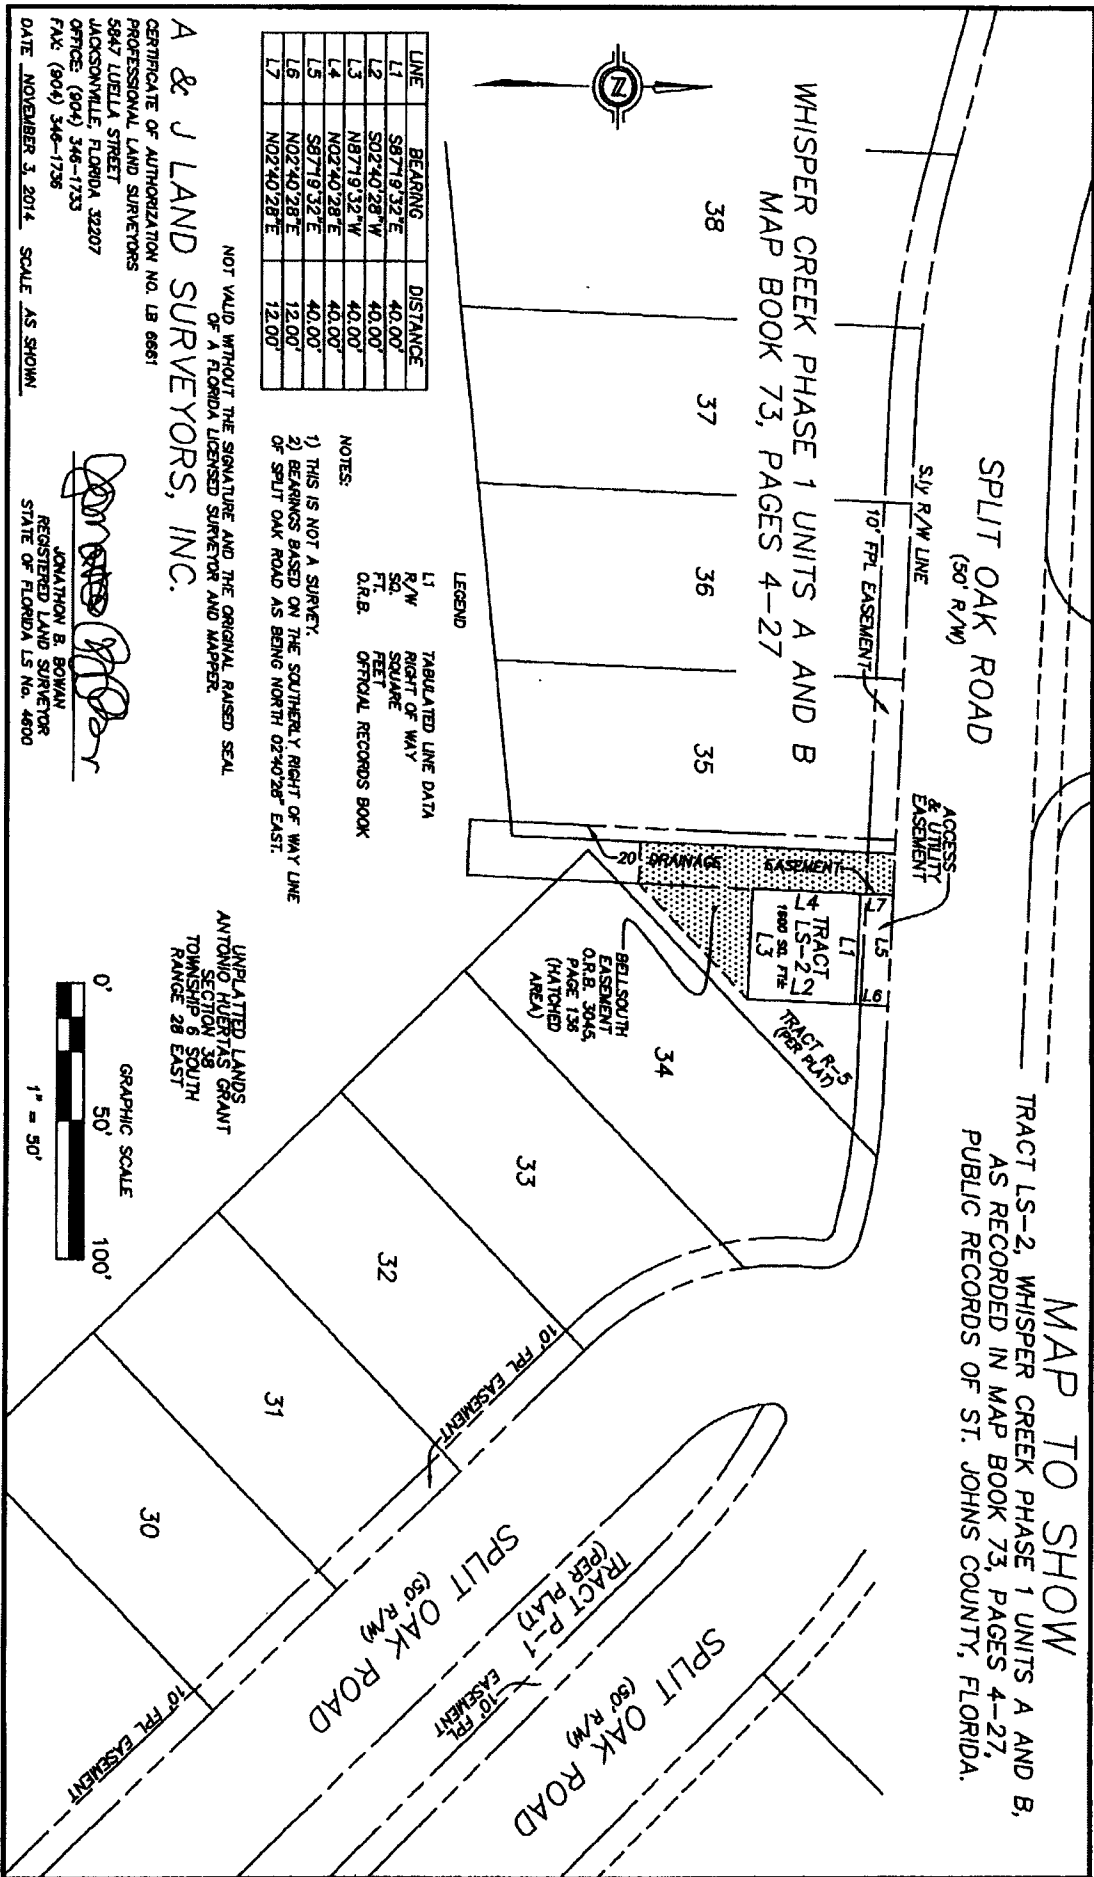 MAP TO SHOW
TRACT LS-2, WHISPER CREEK PHASE 1 UNITS A AND B,
AS RECORDED IN MAP BOOK 73, PAGES 4-27,
PUBLIC RECORDS OF ST. JOHNS COUNTY, FLORIDA.
SPLIT OAK ROAD
(50' R/W)
S'ly R/W LINE
10' FPL EASEMENT
WHISPER CREEK PHASE 1 UNITS A AND B
MAP BOOK 73, PAGES 4-27
38
37
36
35
ACCESS
& UTILITY
EASEMENT
20' DRAINAGE EASEMENT
L7
L5
L6
L4
L1
TRACT
LS-2
1600 SQ. FT±
L2
L3
TRACT R-5
(PER PLAT)
BELLSOUTH
EASEMENT
O.R.B. 3045,
PAGE 136
(HATCHED
AREA)
34
33
32
31
30
10' FPL EASEMENT
10' FPL EASEMENT
SPLIT OAK ROAD
(50' R/W)
TRACT P-1
(PER PLAT)
10' FPL
EASEMENT
SPLIT OAK ROAD
(50' R/W)
N
LINE BEARING DISTANCE
L1 S87°19'32"E 40.00'
L2 S02°40'28"W 40.00'
L3 N87°19'32"W 40.00'
L4 N02°40'28"E 40.00'
L5 S87°19'32"E 40.00'
L6 N02°40'28"E 12.00'
L7 N02°40'28"E 12.00'
LEGEND
L1 TABULATED LINE DATA
R/W RIGHT OF WAY
SQ. SQUARE
FT. FEET
O.R.B. OFFICIAL RECORDS BOOK
NOTES:
1) THIS IS NOT A SURVEY.
2) BEARINGS BASED ON THE SOUTHERLY RIGHT OF WAY LINE
OF SPLIT OAK ROAD AS BEING NORTH 02°40'28" EAST.
UNPLATTED LANDS
ANTONIO HUERTAS GRANT
SECTION 38
TOWNSHIP 6 SOUTH
RANGE 28 EAST
GRAPHIC SCALE
0' 50' 100'
1" = 50'
NOT VALID WITHOUT THE SIGNATURE AND THE ORIGINAL RAISED SEAL
OF A FLORIDA LICENSED SURVEYOR AND MAPPER.
A & J LAND SURVEYORS, INC.
CERTIFICATE OF AUTHORIZATION NO. LB 6661
PROFESSIONAL LAND SURVEYORS
5847 LUELLA STREET
JACKSONVILLE, FLORIDA 32207
OFFICE: (904) 346-1733
FAX: (904) 346-1736
DATE NOVEMBER 3, 2014 SCALE AS SHOWN
JONATHON B. BOWAN
REGISTERED LAND SURVEYOR
STATE OF FLORIDA LS No. 4600